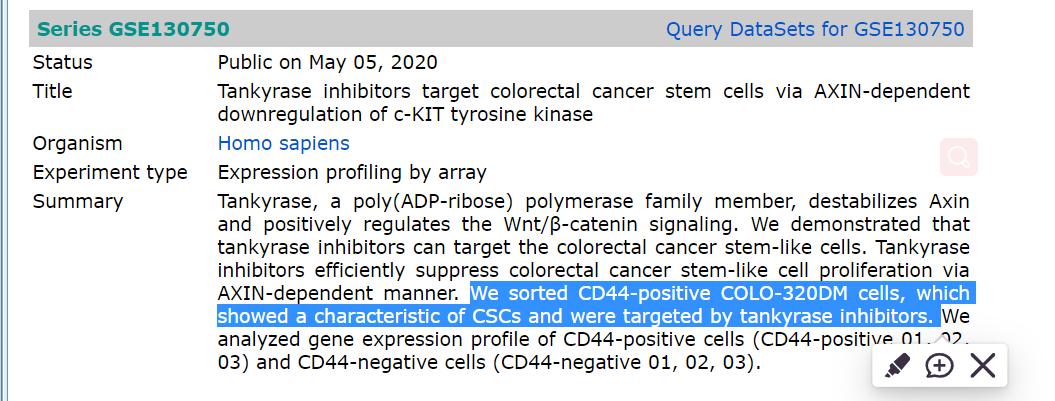 Series GSE130750 Query DataSets for GSE130750
Status Public on May 05, 2020
Title Tankyrase inhibitors target colorectal cancer stem cells via AXIN-dependent
downregulation of c-KIT tyrosine kinase
Organism Homo sapiens
Experiment type Expression profiling by array
Summary Tankyrase, a poly(ADP-ribose) polymerase family member, destabilizes Axin
and positively regulates the Wnt/β-catenin signaling. We demonstrated that
tankyrase inhibitors can target the colorectal cancer stem-like cells. Tankyrase
inhibitors efficiently suppress colorectal cancer stem-like cell proliferation via
AXIN-dependent manner. We sorted CD44-positive COLO-320DM cells, which
showed a characteristic of CSCs and were targeted by tankyrase inhibitors. We
analyzed gene expression profile of CD44-positive cells (CD44-positive 01, 02,
03) and CD44-negative cells (CD44-negative 01, 02, 03).